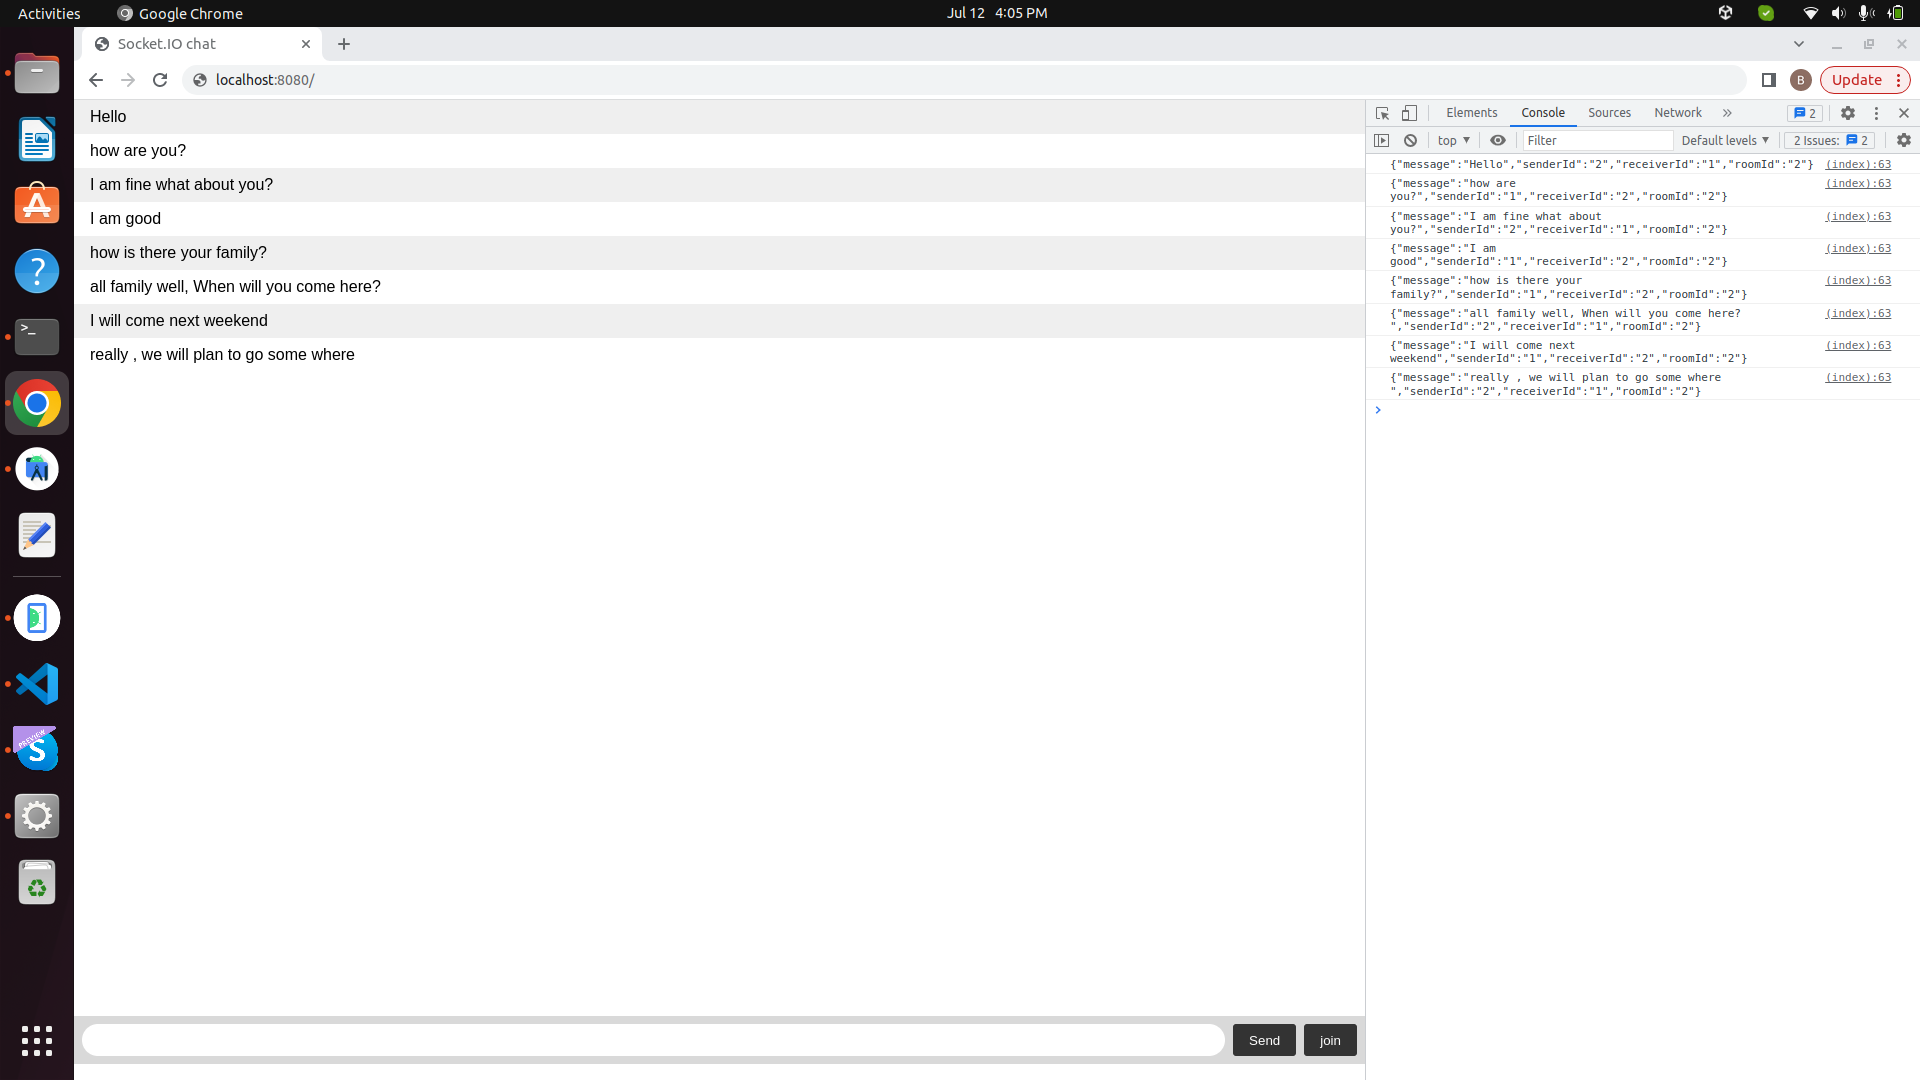 Activities Google Chrome Jul 12 4:05 PM
Socket.IO chat
localhost:8080/ B Update
Hello
how are you?
I am fine what about you?
I am good
how is there your family?
all family well, When will you come here?
I will come next weekend
really , we will plan to go some where
Send join
Elements Console Sources Network 2
top Filter Default levels 2 Issues: 2
{"message":"Hello","senderId":"2","receiverId":"1","roomId":"2"} (index):63
{"message":"how are (index):63
you?","senderId":"1","receiverId":"2","roomId":"2"}
{"message":"I am fine what about (index):63
you?","senderId":"2","receiverId":"1","roomId":"2"}
{"message":"I am (index):63
good","senderId":"1","receiverId":"2","roomId":"2"}
{"message":"how is there your (index):63
family?","senderId":"1","receiverId":"2","roomId":"2"}
{"message":"all family well, When will you come here? (index):63
","senderId":"2","receiverId":"1","roomId":"2"}
{"message":"I will come next (index):63
weekend","senderId":"1","receiverId":"2","roomId":"2"}
{"message":"really , we will plan to go some where (index):63
","senderId":"2","receiverId":"1","roomId":"2"}
PREVIEW